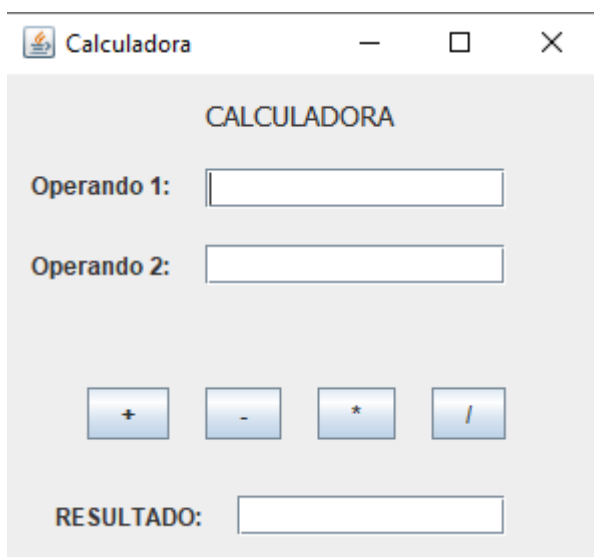 Calculadora
CALCULADORA
Operando 1:
Operando 2:
+ - * /
RESULTADO: